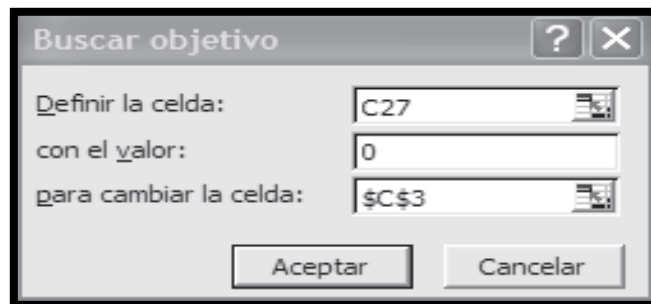 Buscar objetivo
Definir la celda: C27
con el valor: 0
para cambiar la celda: $C$3
Aceptar Cancelar